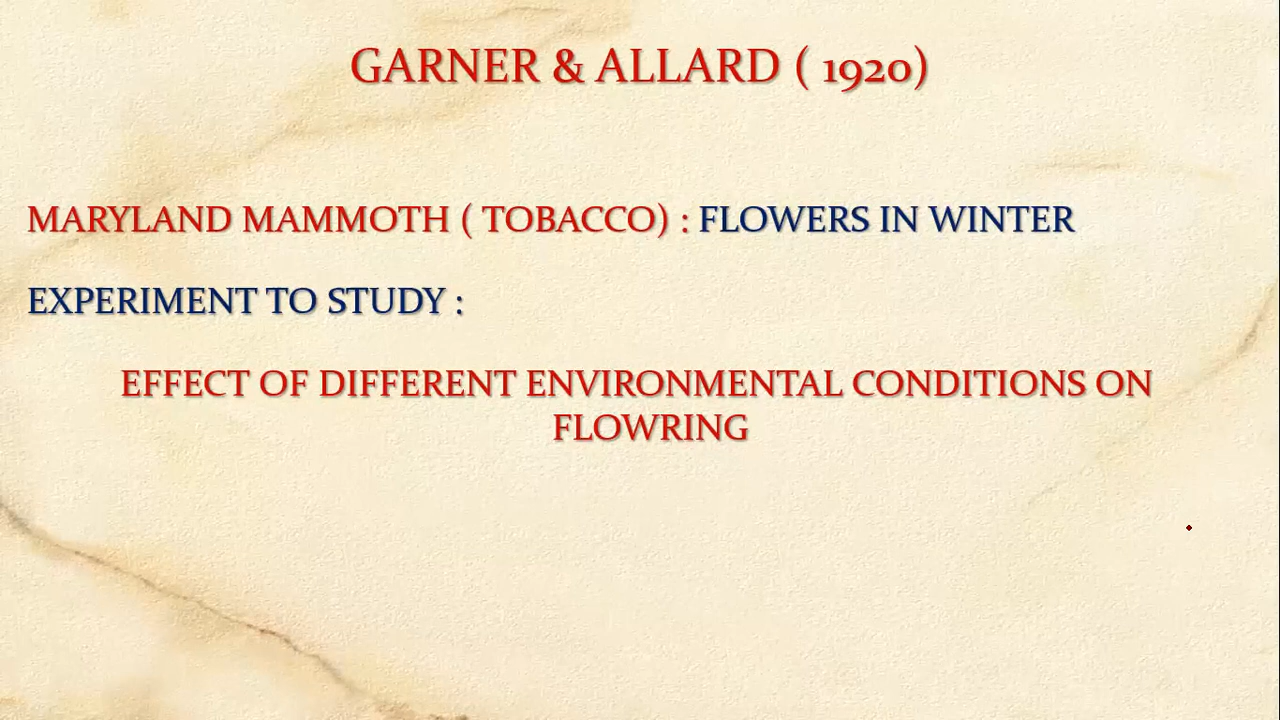 GARNER & ALLARD ( 1920)
MARYLAND MAMMOTH ( TOBACCO) : FLOWERS IN WINTER
EXPERIMENT TO STUDY :
EFFECT OF DIFFERENT ENVIRONMENTAL CONDITIONS ON
FLOWRING